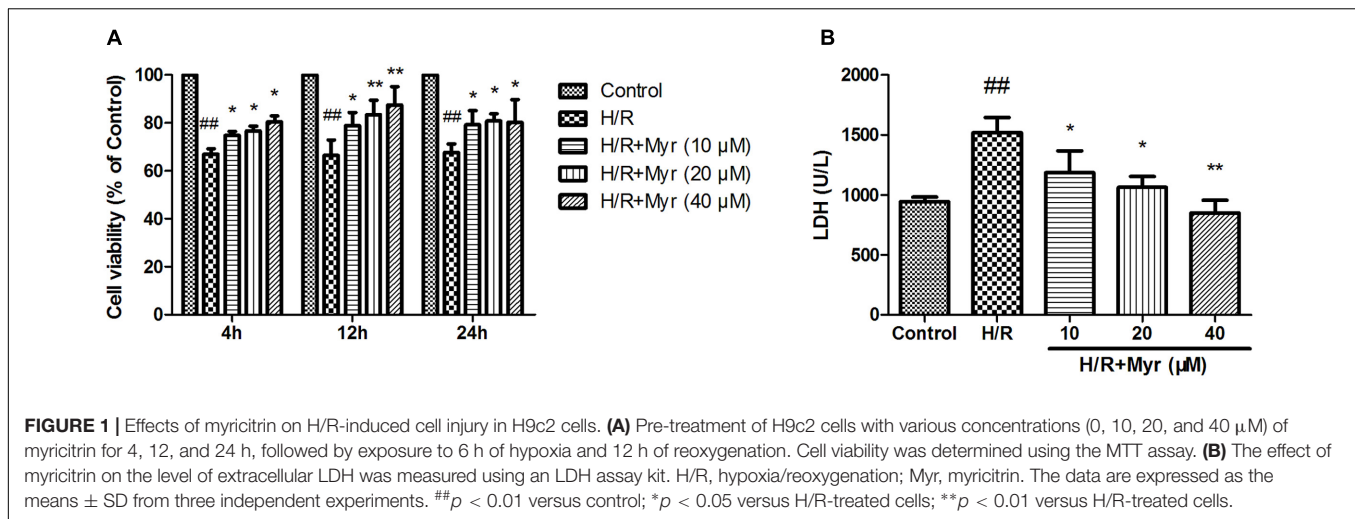 A
100
80
60
40
20
0
Cell viability (% of Control)
##
*
*
*
##
*
**
**
##
*
*
*
4h
12h
24h
Control
H/R
H/R+Myr (10 µM)
H/R+Myr (20 µM)
H/R+Myr (40 µM)
B
2000
1500
1000
500
0
LDH (U/L)
##
*
*
**
Control
H/R
10
20
40
H/R+Myr (µM)
FIGURE 1 | Effects of myricitrin on H/R-induced cell injury in H9c2 cells. (A) Pre-treatment of H9c2 cells with various concentrations (0, 10, 20, and 40 µM) of
myricitrin for 4, 12, and 24 h, followed by exposure to 6 h of hypoxia and 12 h of reoxygenation. Cell viability was determined using the MTT assay. (B) The effect of
myricitrin on the level of extracellular LDH was measured using an LDH assay kit. H/R, hypoxia/reoxygenation; Myr, myricitrin. The data are expressed as the
means ± SD from three independent experiments. ##p < 0.01 versus control; *p < 0.05 versus H/R-treated cells; **p < 0.01 versus H/R-treated cells.